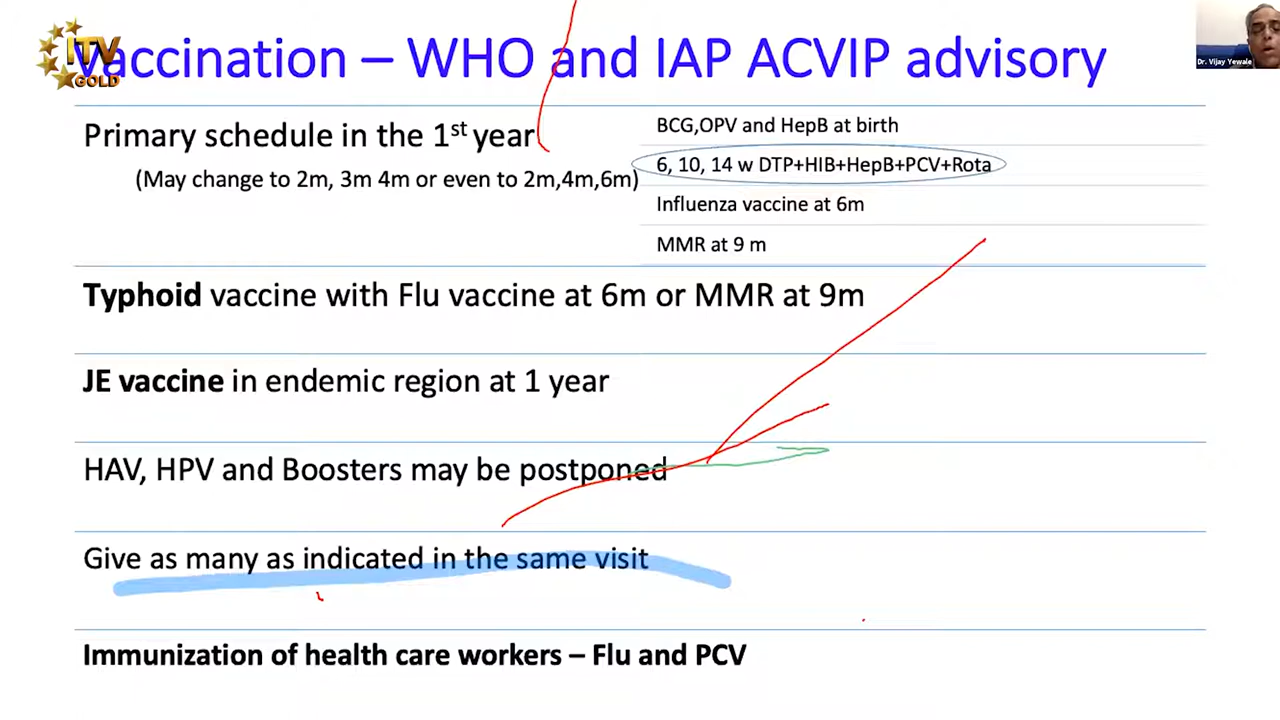 Vaccination – WHO and IAP ACVIP advisory
ITV
GOLD
Dr. Vijay Yewale
Primary schedule in the 1st year
(May change to 2m, 3m 4m or even to 2m,4m,6m)
BCG,OPV and HepB at birth
6, 10, 14 w DTP+HIB+HepB+PCV+Rota
Influenza vaccine at 6m
MMR at 9 m
Typhoid vaccine with Flu vaccine at 6m or MMR at 9m
JE vaccine in endemic region at 1 year
HAV, HPV and Boosters may be postponed
Give as many as indicated in the same visit
Immunization of health care workers – Flu and PCV